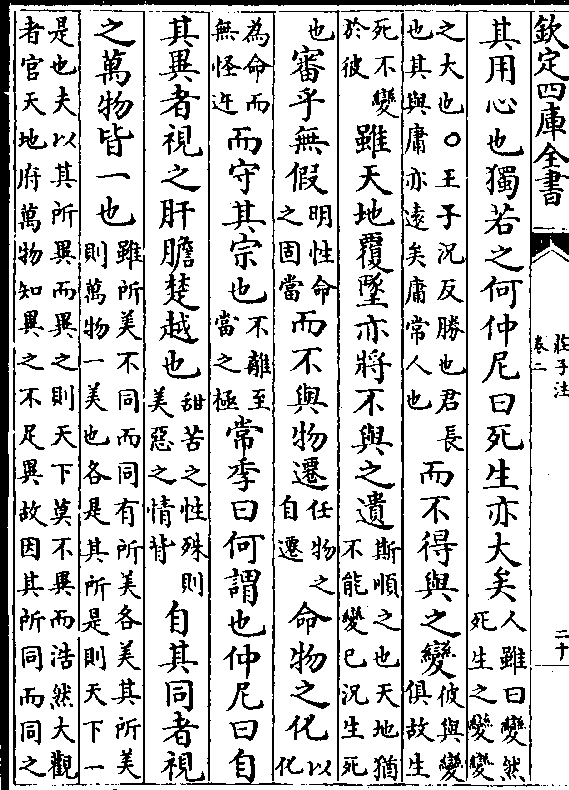 欽定四庫全書
莊子注
卷二
二十
其用心也獨若之何仲尼曰死生亦大矣人雖曰變然死生之變變
之大也〇王子況反勝也君長也其與庸亦遠矣庸常人也而不得與之變彼與變俱故生
死不變於彼雖天地覆墜亦將不與之遺斯順之也天地猶不能變已況生死
也審乎無假明性命之固當而不與物遷任物之自遷命物之化以化
為命而無怪迕而守其宗也不離至當之極常季曰何謂也仲尼曰自
其異者視之肝膽楚越也甜苦之性殊則美惡之情背自其同者視
之萬物皆一也雖所美不同而同有所美各美其所美則萬物一美也各是其所是則天下一
是也夫以其所異而異之則天下莫不異而浩然大觀者官天地府萬物知異之不足異故因其所同而同之